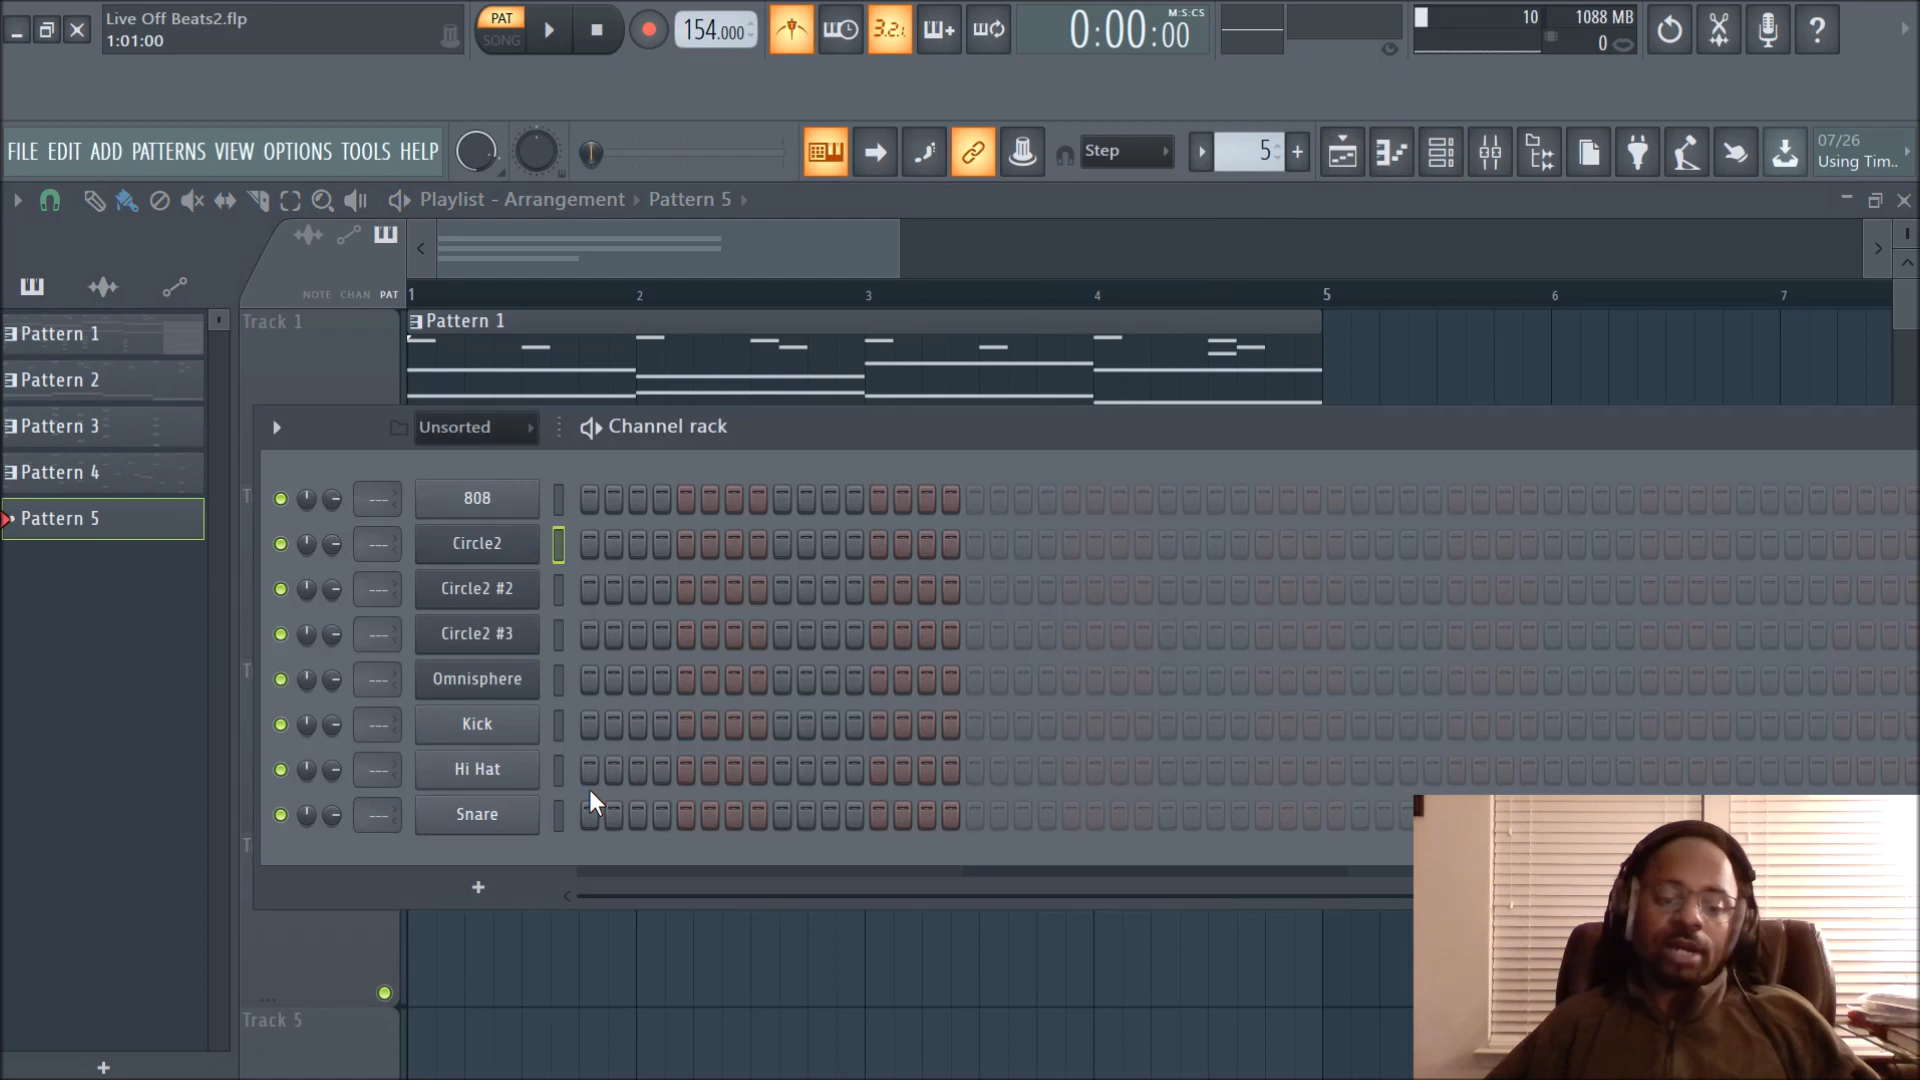 Live Off Beats2.flp
1:01:00
PAT
SONG
154.000
3.2.
0:00:00
M:S:CS
10
1088 MB
0
?
FILE EDIT ADD PATTERNS VIEW OPTIONS TOOLS HELP
Step
5
+
07/26
Using Tim..
Playlist - Arrangement
Pattern 5
NOTE CHAN PAT
1
2
3
4
5
6
7
Pattern 1
Pattern 2
Pattern 3
Pattern 4
Pattern 5
Track 1
Pattern 1
Unsorted
Channel rack
808
Circle2
Circle2 #2
Circle2 #3
Omnisphere
Kick
Hi Hat
Snare
+
Track 5
+